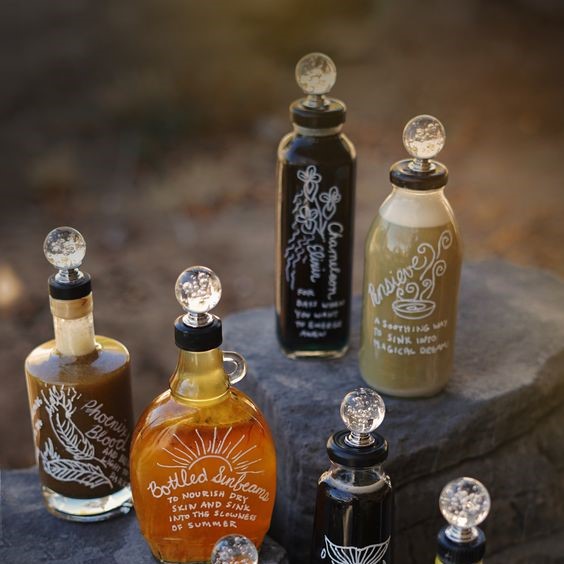 Chameleon
Elixir
FOR
DAYS WHEN
YOU WANT
TO EMERGE
Pensieve
A SOOTHING WAY
TO SINK INTO
MAGICAL DREAMS
Phoenix
Blood
Bottled Sunbeams
TO NOURISH DRY
SKIN AND SINK
INTO THE SLOWNESS
OF SUMMER